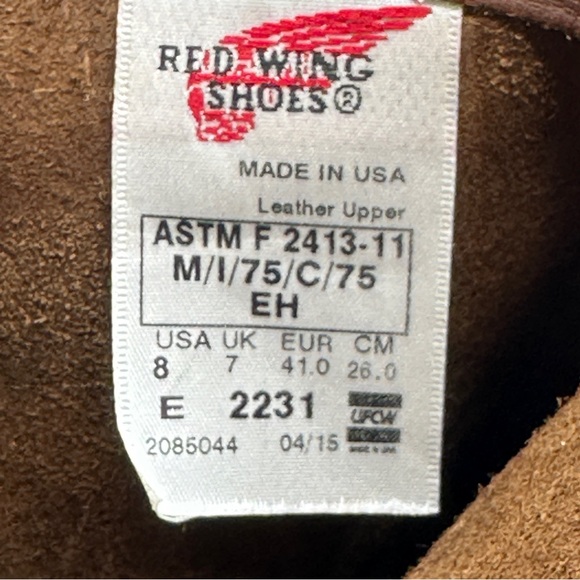 RED WING
SHOES®
MADE IN USA
Leather Upper
ASTM F 2413-11
M/I/75/C/75
EH
USA UK EUR CM
8 7 41.0 26.0
E 2231 UFCW
2085044 04/15